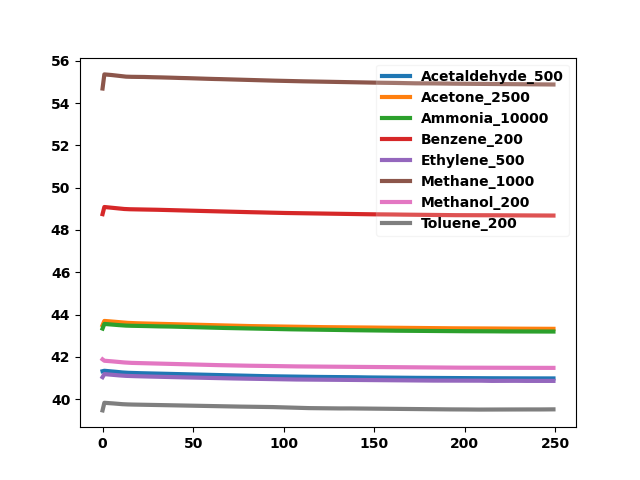 56
54
52
50
48
46
44
42
40
0
50
100
150
200
250
Acetaldehyde_500
Acetone_2500
Ammonia_10000
Benzene_200
Ethylene_500
Methane_1000
Methanol_200
Toluene_200